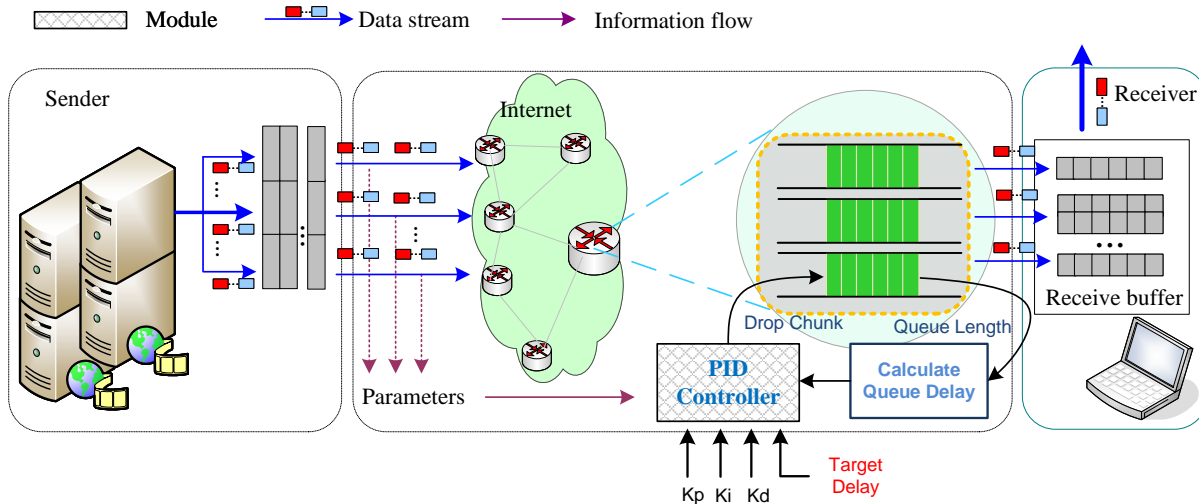 Module
Data stream
Information flow
Sender
Internet
Receiver
Receive buffer
Drop Chunk
Queue Length
PID
Controller
Calculate
Queue Delay
Parameters
Kp
Ki
Kd
Target
Delay